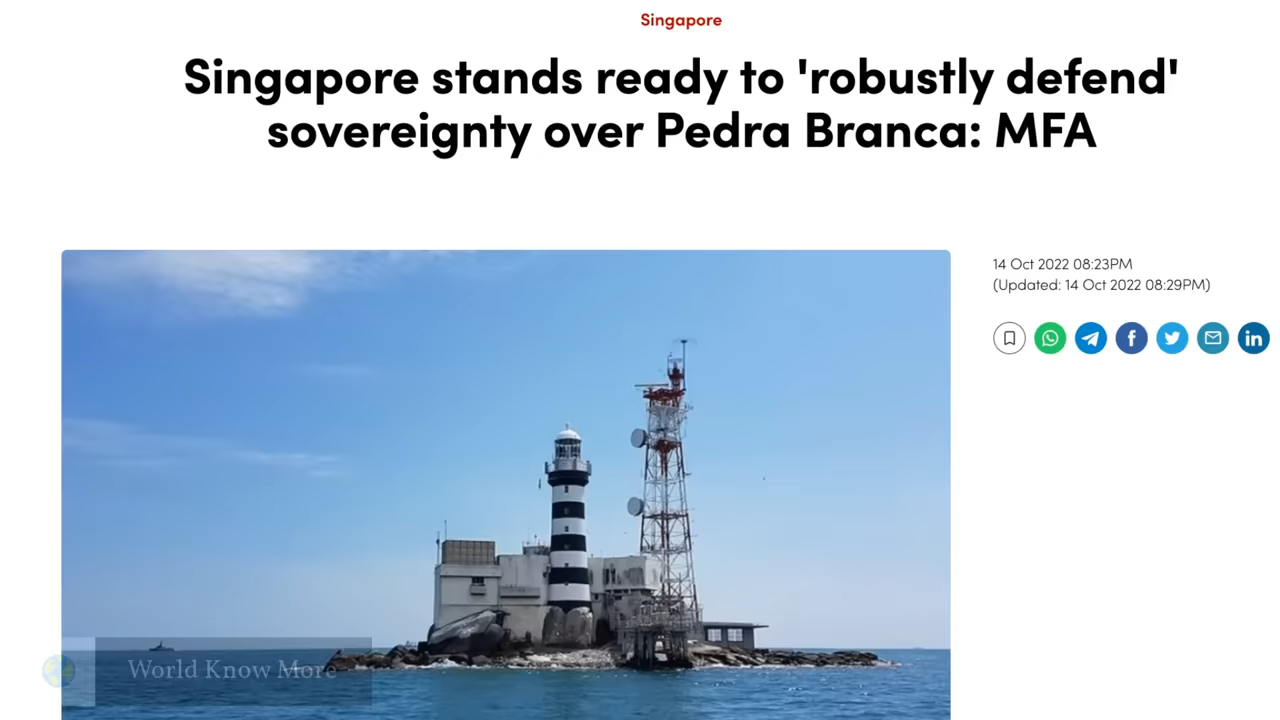 Singapore
Singapore stands ready to 'robustly defend'
sovereignty over Pedra Branca: MFA
14 Oct 2022 08:23PM
(Updated: 14 Oct 2022 08:29PM)
World Know More